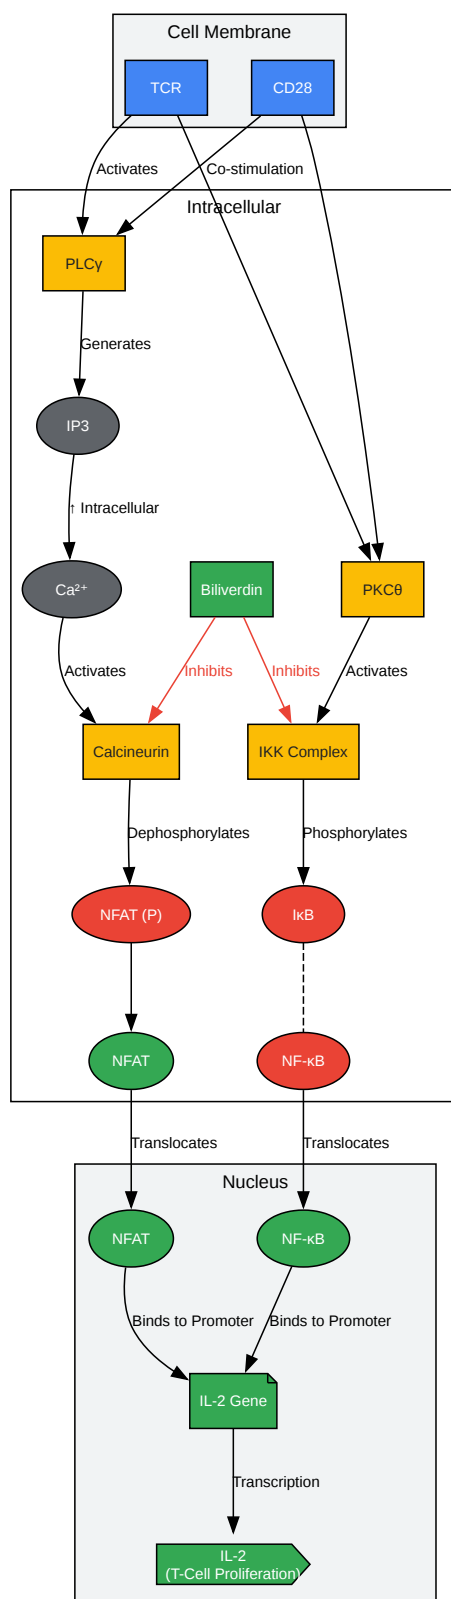 Cell Membrane
TCR
CD28
Activates
Co-stimulation
Intracellular
PLCγ
Generates
IP3
↑ Intracellular
Ca²⁺
Biliverdin
PKCθ
Activates
Inhibits
Inhibits
Activates
Calcineurin
IKK Complex
Dephosphorylates
Phosphorylates
NFAT (P)
IκB
NFAT
NF-κB
Translocates
Translocates
Nucleus
NFAT
NF-κB
Binds to Promoter
Binds to Promoter
IL-2 Gene
Transcription
IL-2
(T-Cell Proliferation)